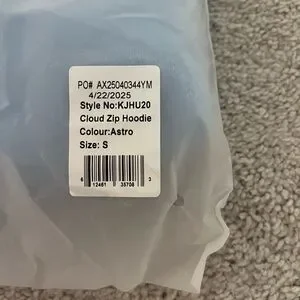 PO# AX25040344YM
4/22/2025
Style No:KJHU20
Cloud Zip Hoodie
Colour:Astro
Size: S
6 12461 35708 3